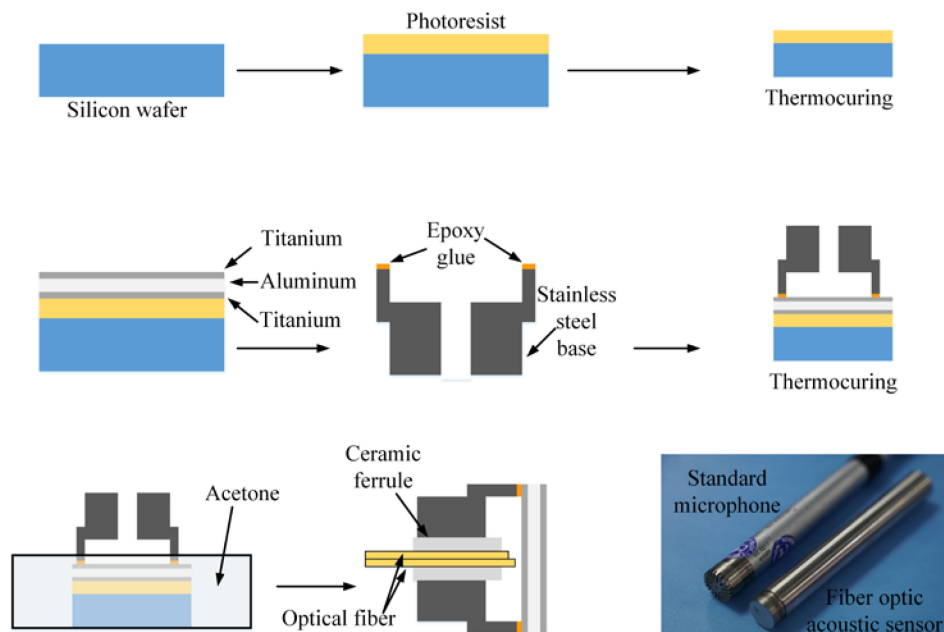 Photoresist
Silicon wafer
Thermocuring
Titanium
Aluminum
Titanium
Epoxy
glue
Stainless
steel
base
Thermocuring
Acetone
Ceramic
ferrule
Optical fiber
Standard
microphone
Fiber optic
acoustic sensor